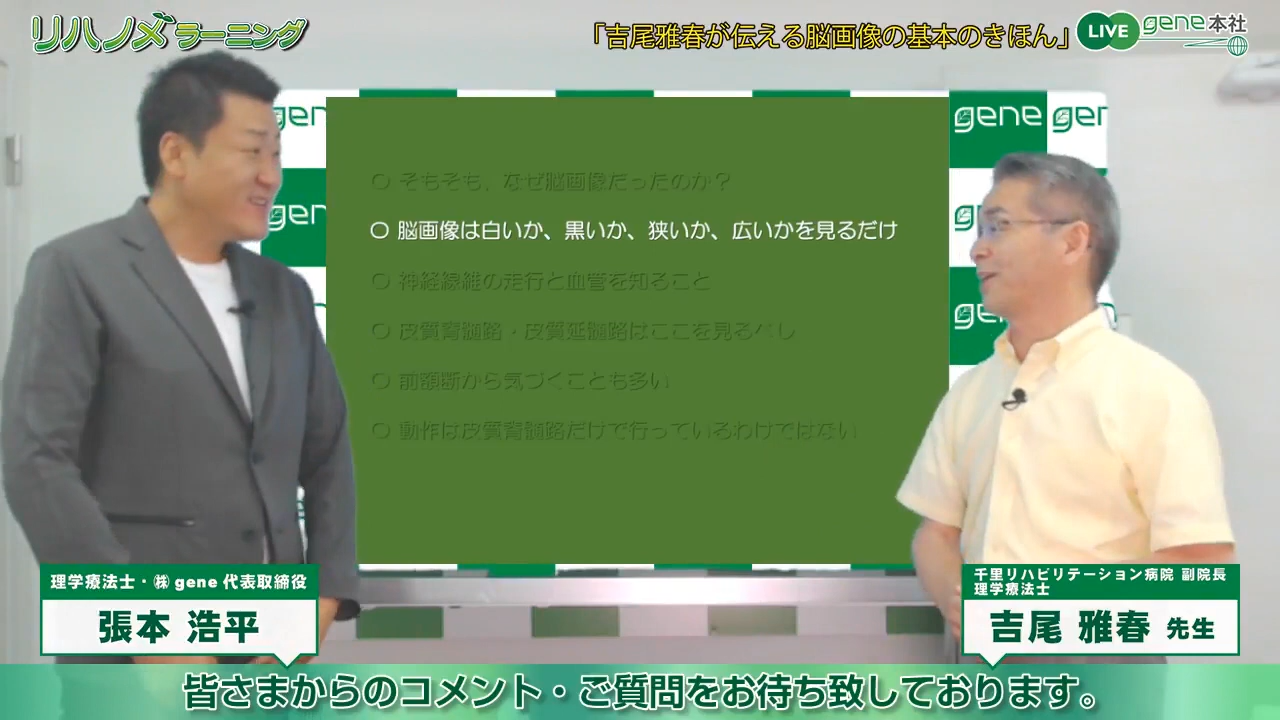 リハノメラーニング
「吉尾雅春が伝える脳画像の基本のきほん」
LIVE
gene本社
gene
gene
gene
gene
gene
gene
○ そもそも、なぜ脳画像だったのか?
○ 脳画像は白いか、黒いか、狭いか、広いかを見るだけ
○ 神経線維の走行と血管を知ること
○ 皮質脊髄路・皮質延髄路はここを見るべし
○ 前額断から気づくことも多い
○ 動作は皮質脊髄路だけで行っているわけではない
理学療法士・㈱gene代表取締役
張本 浩平
千里リハビリテーション病院 副院長
理学療法士
吉尾 雅春 先生
皆さまからのコメント・ご質問をお待ち致しております。